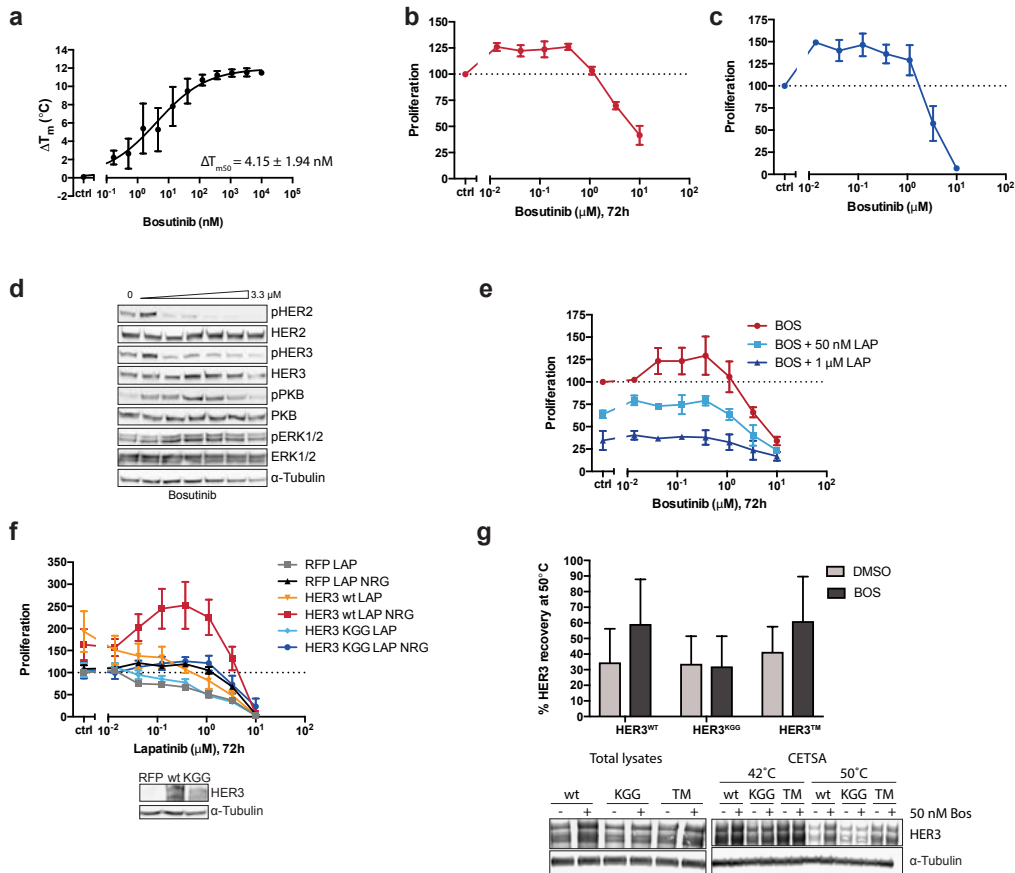 a
14
12
10
8
6
4
2
0
-2
ΔTm (°C)
ΔTm50 = 4.15 ± 1.94 nM
ctrl 10-1 100 101 102 103 104 105
Bosutinib (nM)
b
150
125
100
75
50
25
0
Proliferation
ctrl 10-2 10-1 100 101 102
Bosutinib (μM), 72h
c
150
125
100
75
50
25
0
Proliferation
ctrl 10-2 10-1 100 101 102
Bosutinib (μM)
d
0 3.3 μM
pHER2
HER2
pHER3
HER3
pPKB
PKB
pERK1/2
ERK1/2
α-Tubulin
Bosutinib
e
175
150
125
100
75
50
25
0
Proliferation
BOS
BOS + 50 nM LAP
BOS + 1 μM LAP
ctrl 10-2 10-1 100 101 102
Bosutinib (μM), 72h
f
350
300
250
200
150
100
50
0
Proliferation
RFP LAP
RFP LAP NRG
HER3 wt LAP
HER3 wt LAP NRG
HER3 KGG LAP
HER3 KGG LAP NRG
ctrl 10-2 10-1 100 101 102
Lapatinib (μM), 72h
RFP wt KGG
HER3
α-Tubulin
g
100
90
80
70
60
50
40
30
20
10
0
% HER3 recovery at 50°C
DMSO
BOS
HER3WT HER3KGG HER3TM
Total lysates CETSA
42°C 50°C
wt KGG TM wt KGG TM wt KGG TM
- + - + - + - + - + - + - + - + - + 50 nM Bos
HER3
α-Tubulin